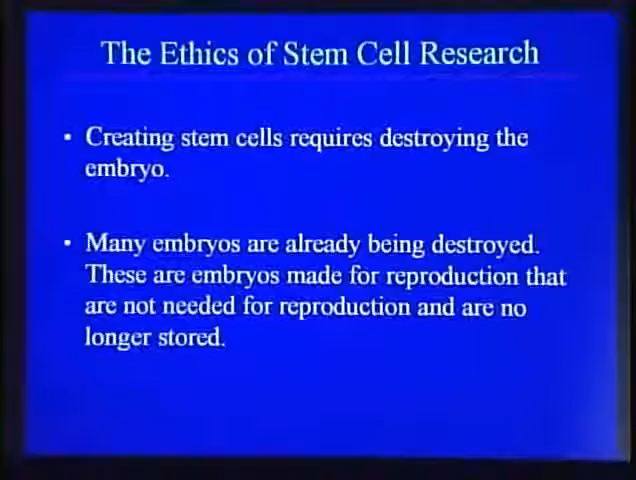 The Ethics of Stem Cell Research
• Creating stem cells requires destroying the
embryo.
• Many embryos are already being destroyed.
These are embryos made for reproduction that
are not needed for reproduction and are no
longer stored.